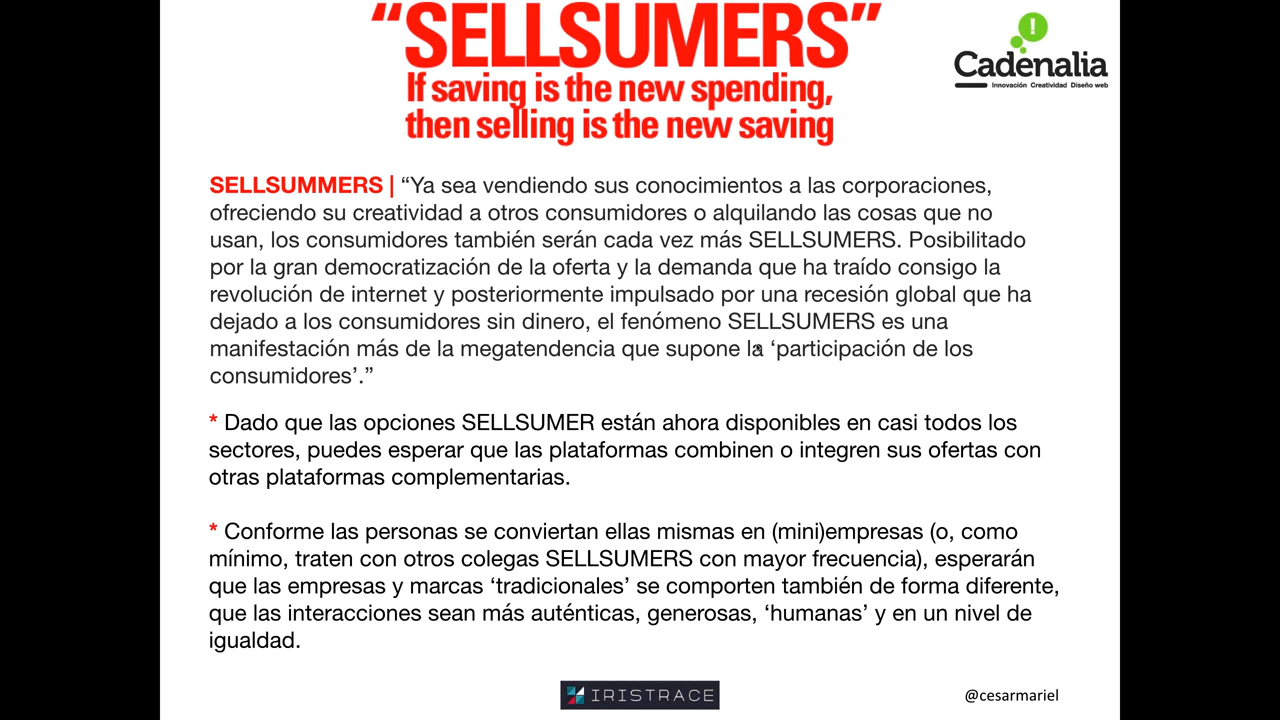 “SELLSUMERS”
If saving is the new spending,
then selling is the new saving
!
Cadenalia
Innovación Creatividad Diseño web
SELLSUMMERS | “Ya sea vendiendo sus conocimientos a las corporaciones,
ofreciendo su creatividad a otros consumidores o alquilando las cosas que no
usan, los consumidores también serán cada vez más SELLSUMERS. Posibilitado
por la gran democratización de la oferta y la demanda que ha traído consigo la
revolución de internet y posteriormente impulsado por una recesión global que ha
dejado a los consumidores sin dinero, el fenómeno SELLSUMERS es una
manifestación más de la megatendencia que supone la ‘participación de los
consumidores’.”
* Dado que las opciones SELLSUMER están ahora disponibles en casi todos los
sectores, puedes esperar que las plataformas combinen o integren sus ofertas con
otras plataformas complementarias.
* Conforme las personas se conviertan ellas mismas en (mini)empresas (o, como
mínimo, traten con otros colegas SELLSUMERS con mayor frecuencia), esperarán
que las empresas y marcas ‘tradicionales’ se comporten también de forma diferente,
que las interacciones sean más auténticas, generosas, ‘humanas’ y en un nivel de
igualdad.
IRISTRACE
@cesarmariel